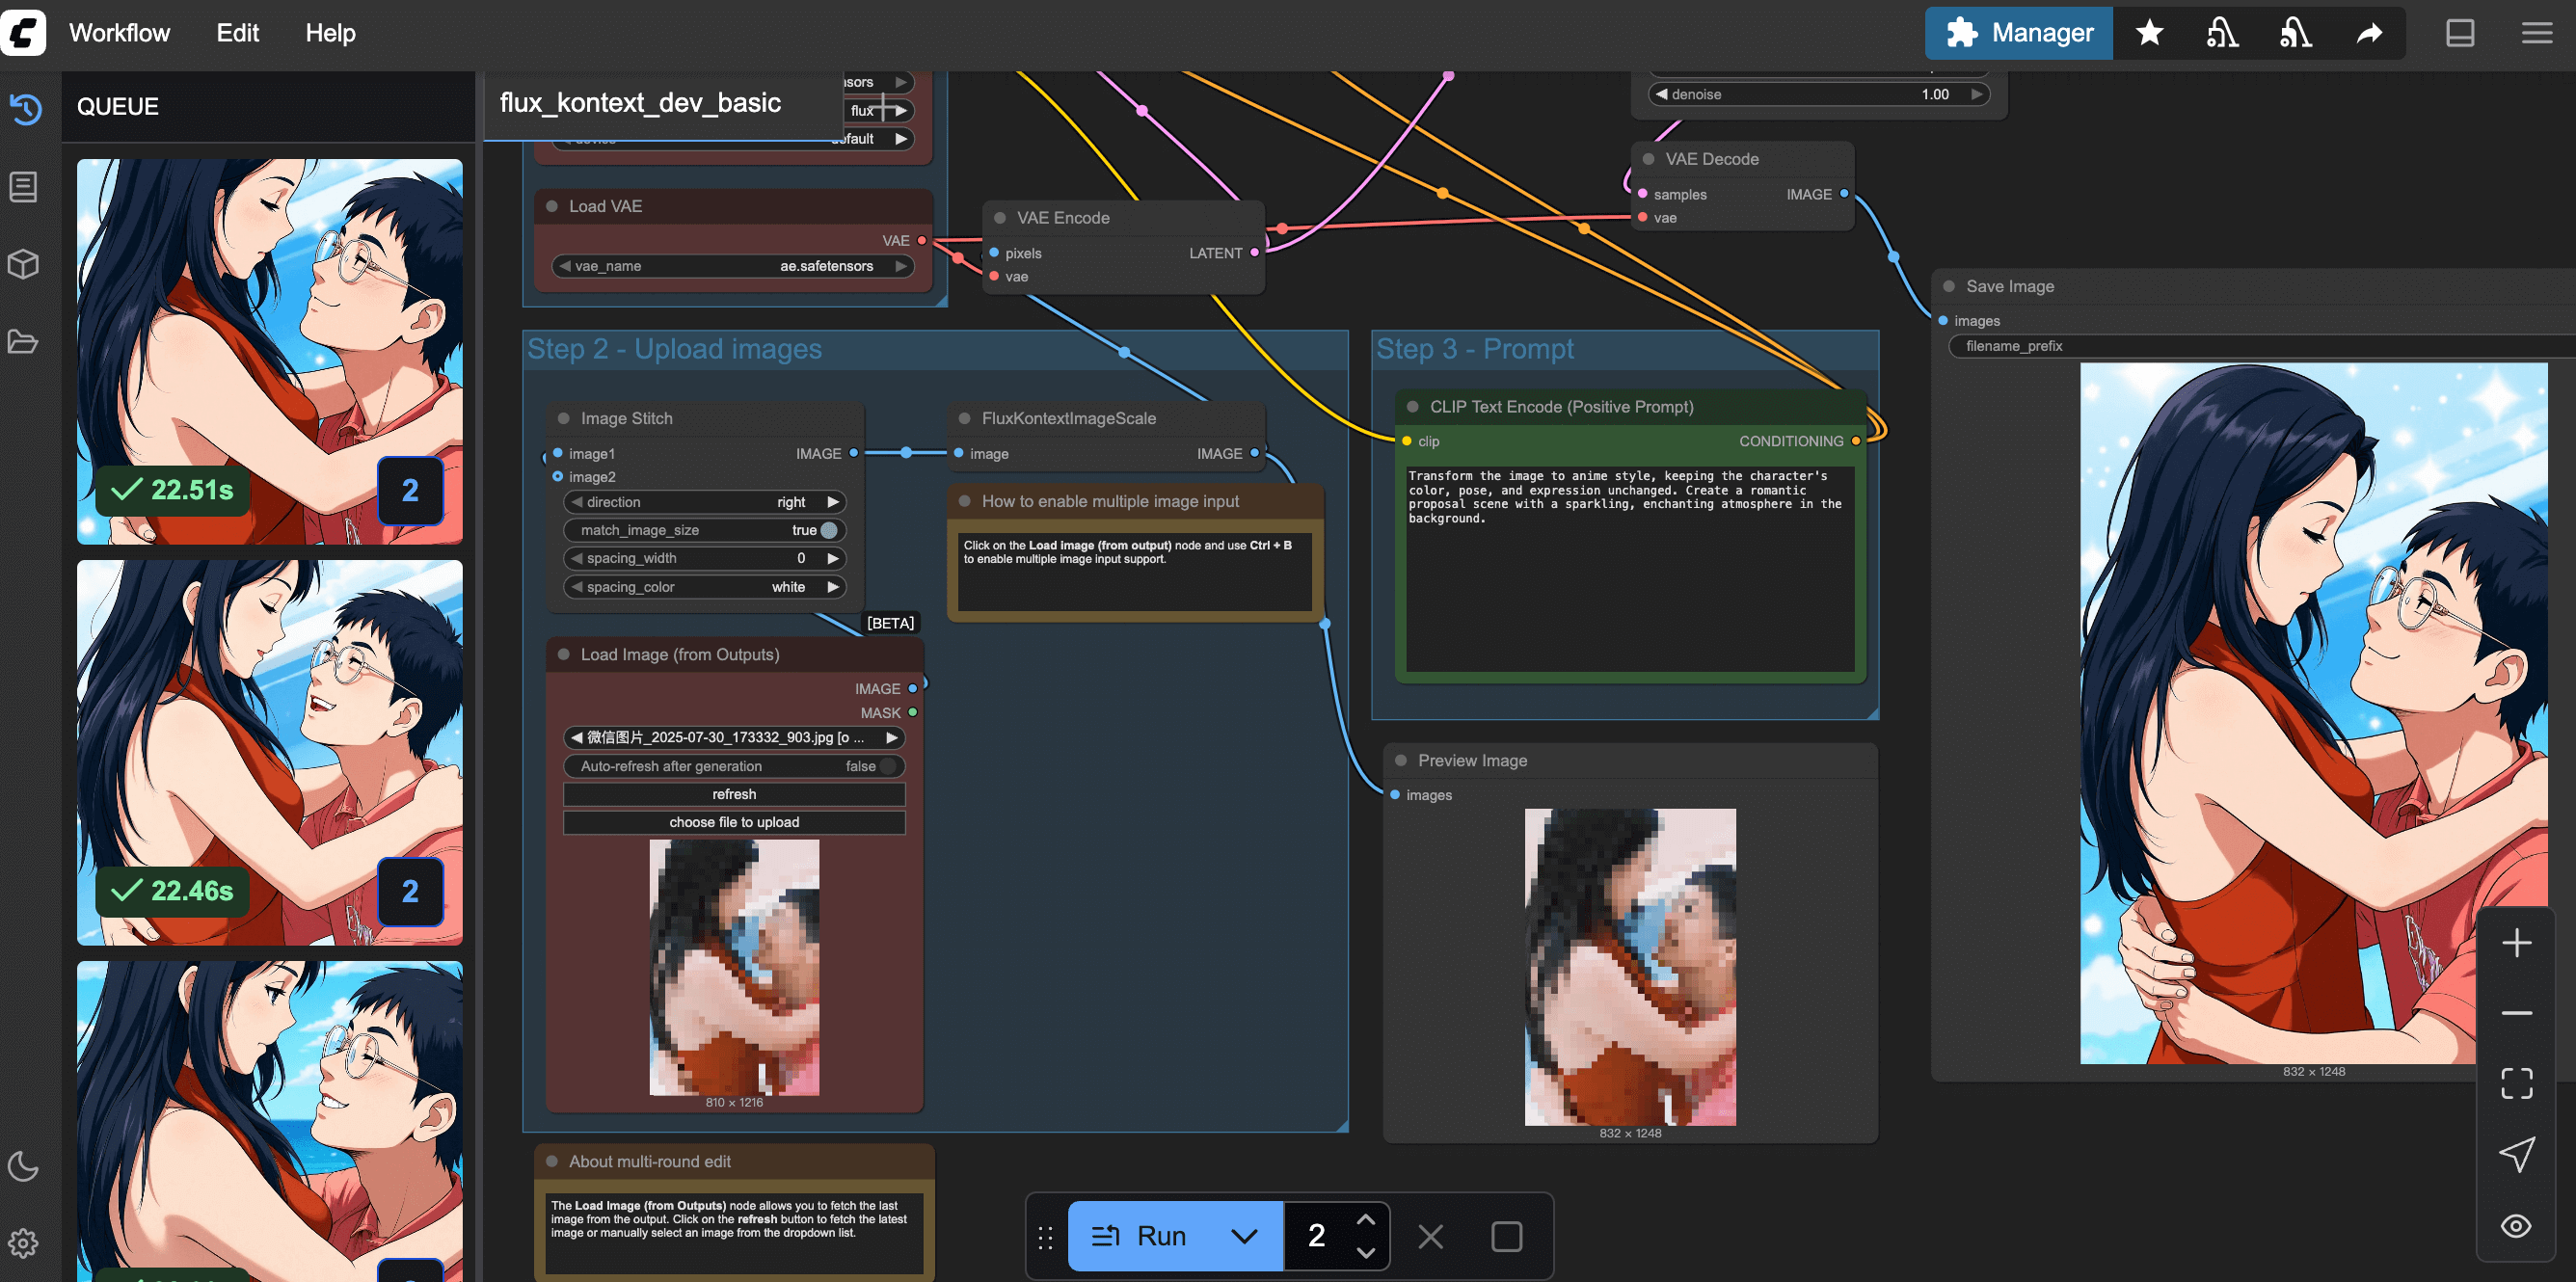 Workflow
Edit
Help
Manager
QUEUE
22.51s
2
22.46s
2
flux_kontext_dev_basic
flux
Load VAE
VAE
vae_name
ae.safetensors
VAE Encode
pixels
LATENT
vae
denoise
1.00
VAE Decode
samples
IMAGE
vae
Save Image
images
filename_prefix
832 × 1248
Step 2 - Upload images
Image Stitch
image1
IMAGE
image2
direction
right
match_image_size
true
spacing_width
0
spacing_color
white
FluxKontextImageScale
image
IMAGE
How to enable multiple image input
Click on the Load image (from output) node and use Ctrl + B
to enable multiple image input support.
[BETA]
Load Image (from Outputs)
IMAGE
MASK
微信图片_2025-07-30_173332_903.jpg [o ...
Auto-refresh after generation
false
refresh
choose file to upload
810 × 1216
Step 3 - Prompt
CLIP Text Encode (Positive Prompt)
clip
CONDITIONING
Transform the image to anime style, keeping the character's
color, pose, and expression unchanged. Create a romantic
proposal scene with a sparkling, enchanting atmosphere in the
background.
Preview Image
images
832 × 1248
About multi-round edit
The Load Image (from Outputs) node allows you to fetch the last
image from the output. Click on the refresh button to fetch the latest
image or manually select an image from the dropdown list.
Run
2